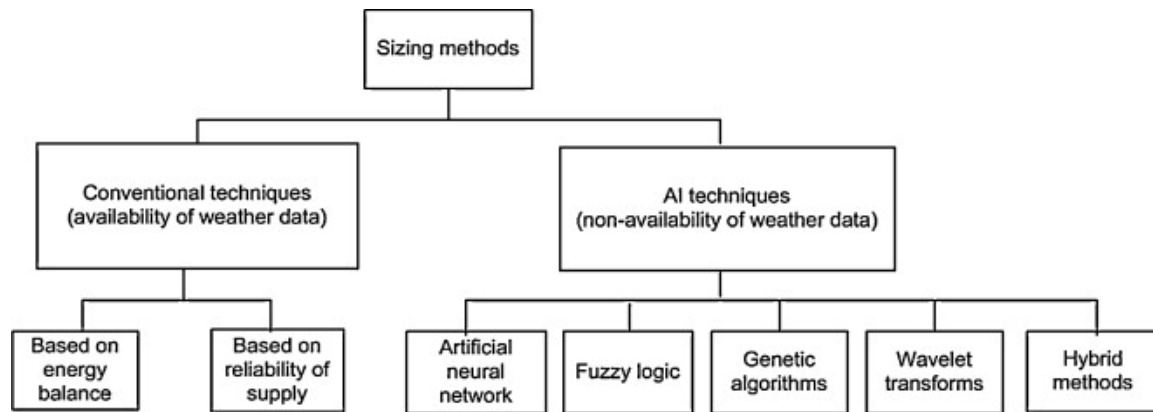 Sizing methods
Conventional techniques
(availability of weather data)
AI techniques
(non-availability of weather data)
Based on
energy
balance
Based on
reliability of
supply
Artificial
neural
network
Fuzzy logic
Genetic
algorithms
Wavelet
transforms
Hybrid
methods